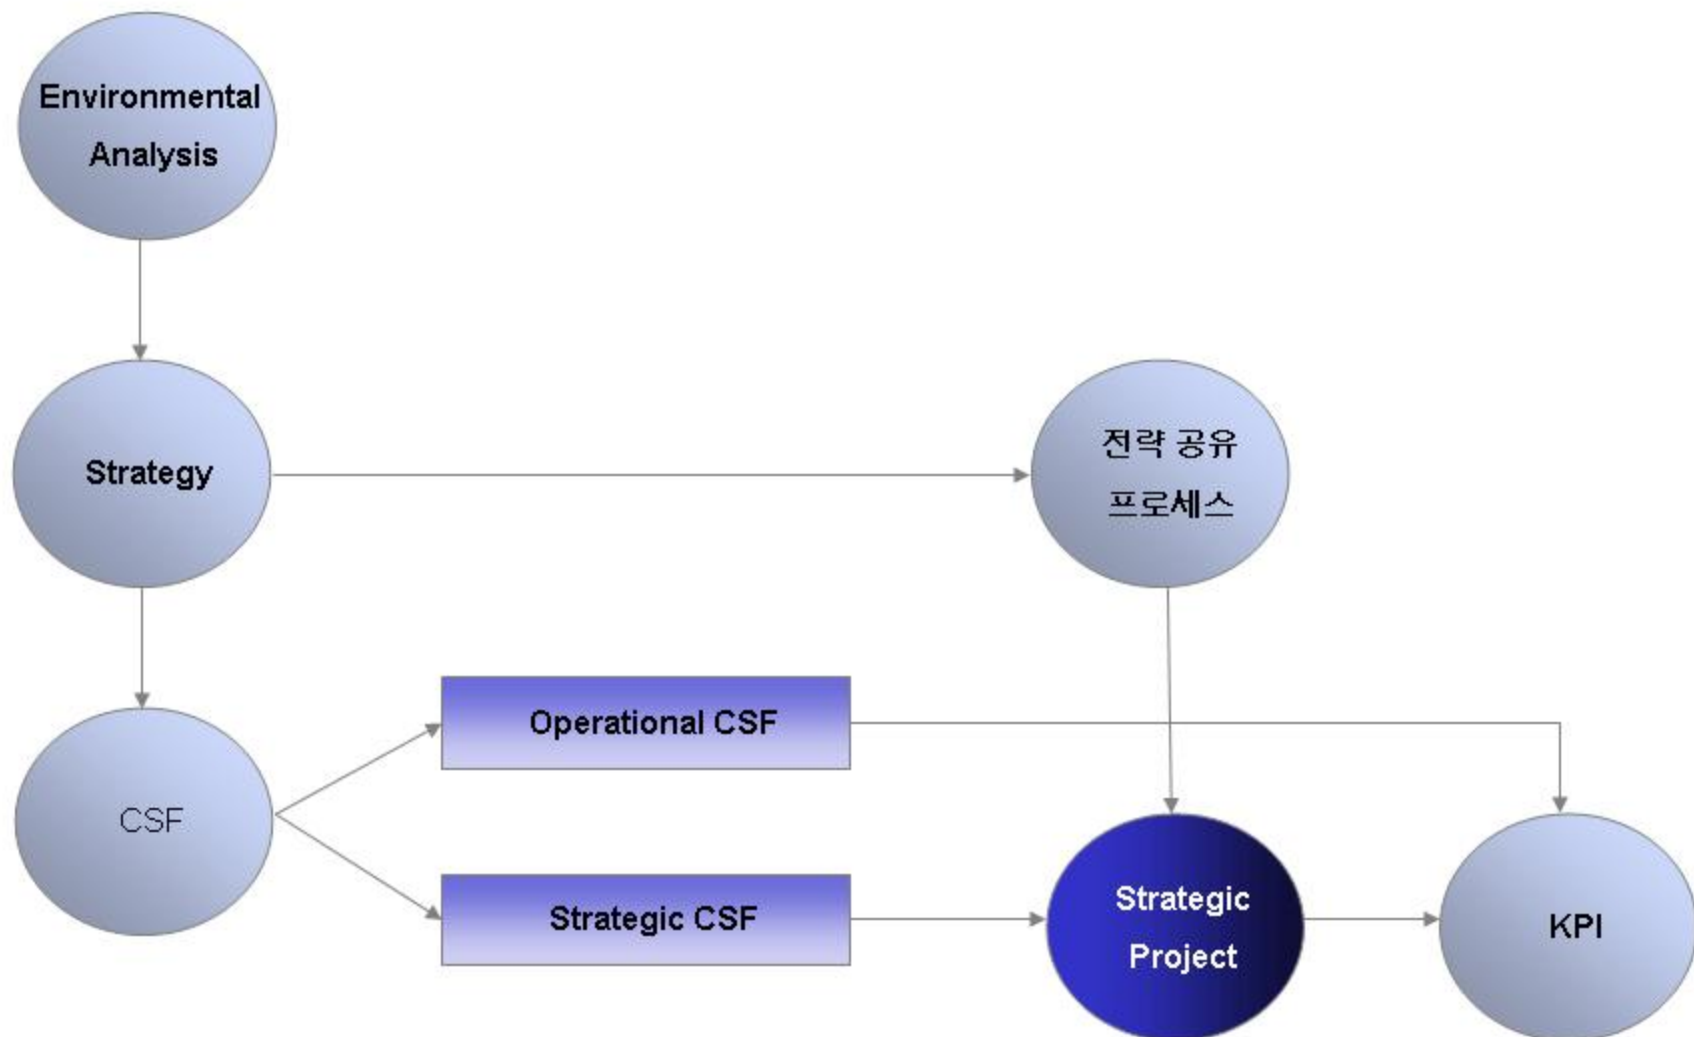 Environmental
Analysis
Strategy
전략 공유
프로세스
Operational CSF
CSF
Strategic CSF
Strategic
Project
KPI